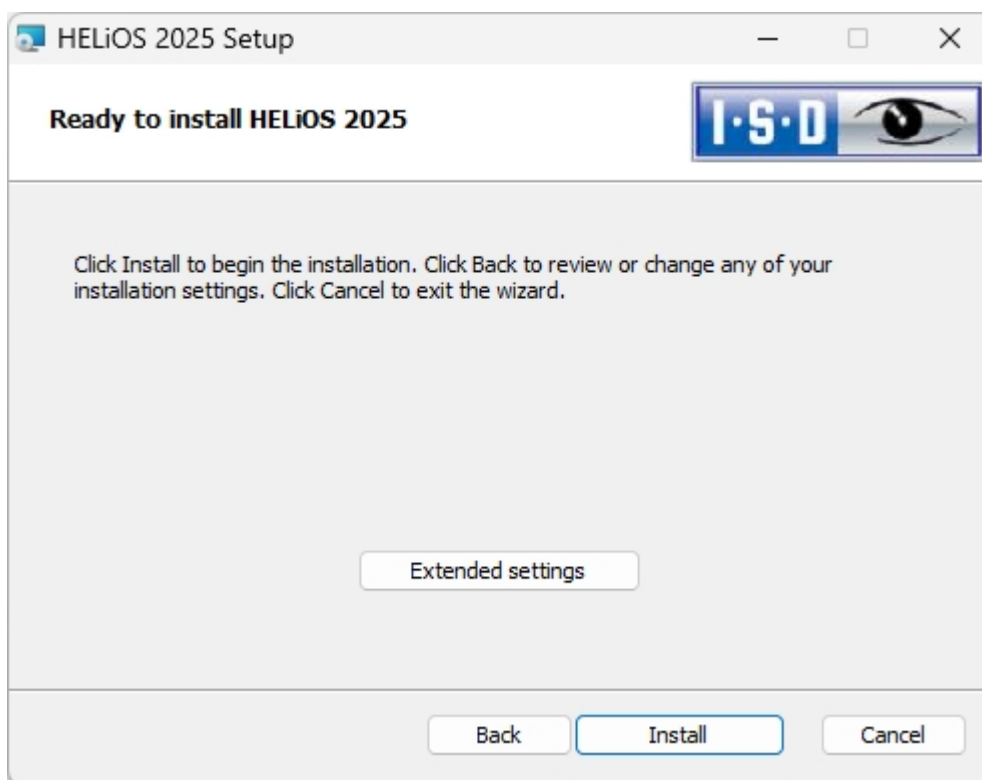 HELiOS 2025 Setup
Ready to install HELiOS 2025
I·S·D
Click Install to begin the installation. Click Back to review or change any of your
installation settings. Click Cancel to exit the wizard.
Extended settings
Back
Install
Cancel